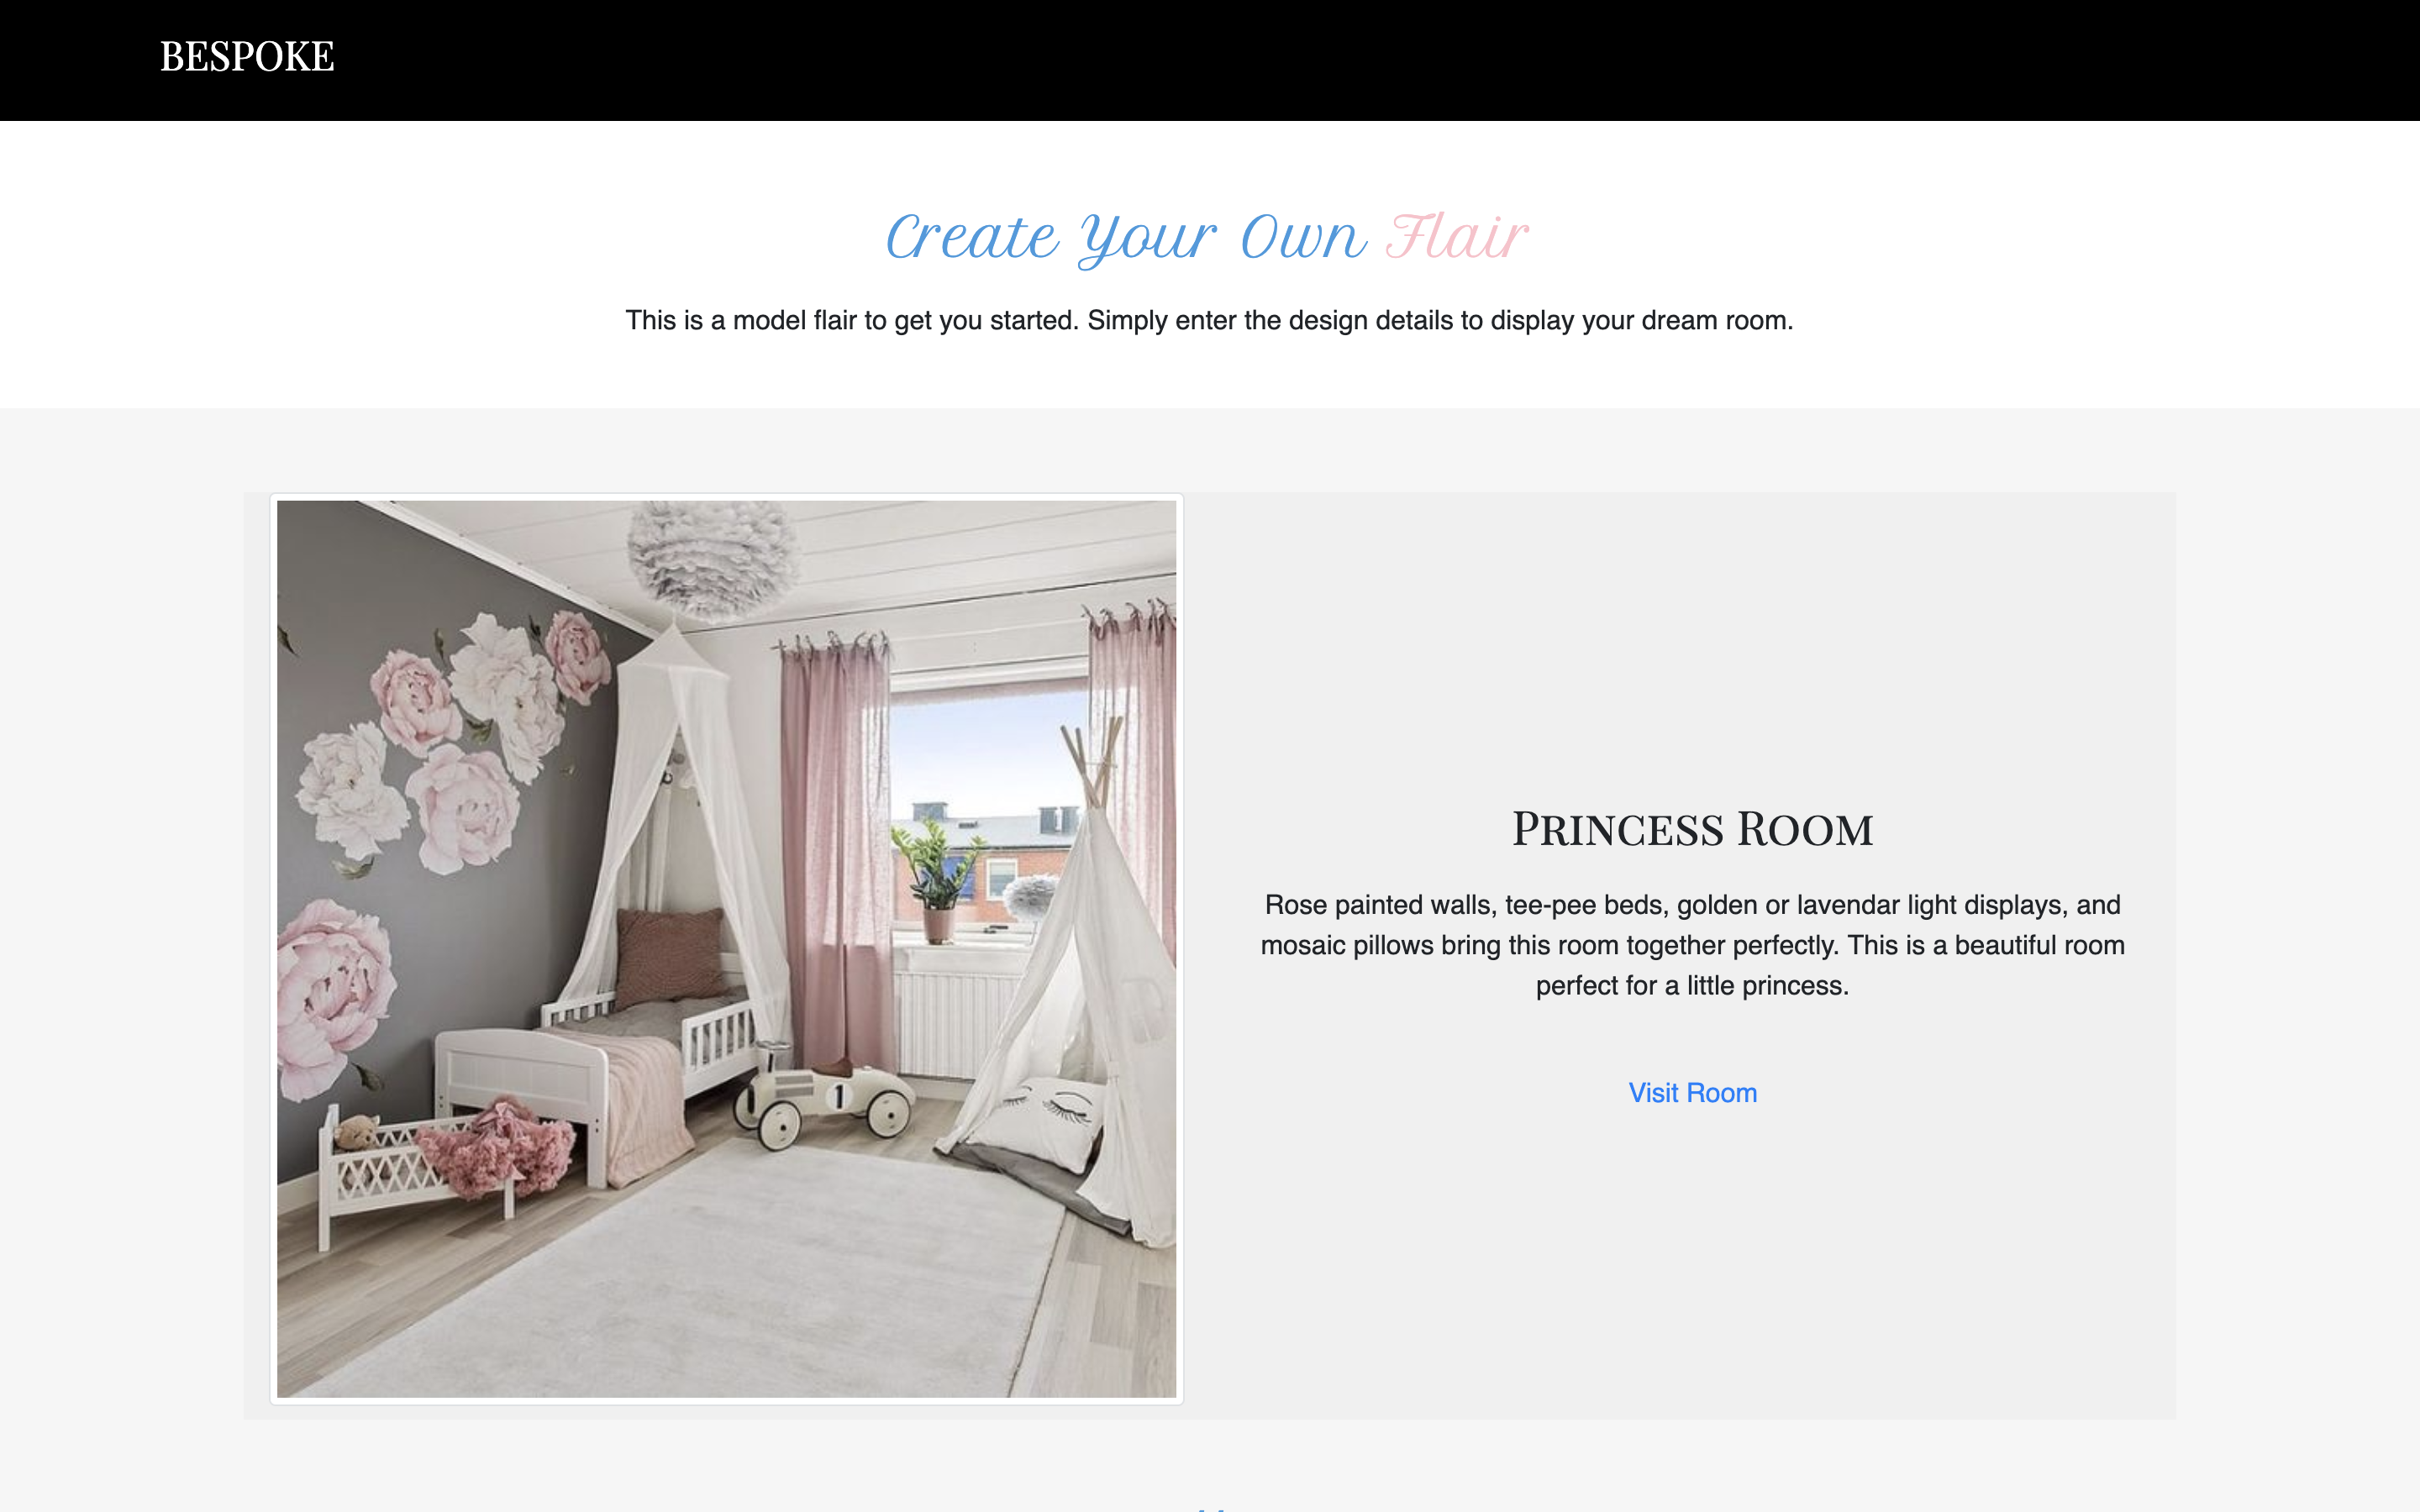 BESPOKE
Create Your Own Flair
This is a model flair to get you started. Simply enter the design details to display your dream room.
1
Princess Room
Rose painted walls, tee-pee beds, golden or lavendar light displays, and
mosaic pillows bring this room together perfectly. This is a beautiful room
perfect for a little princess.
Visit Room